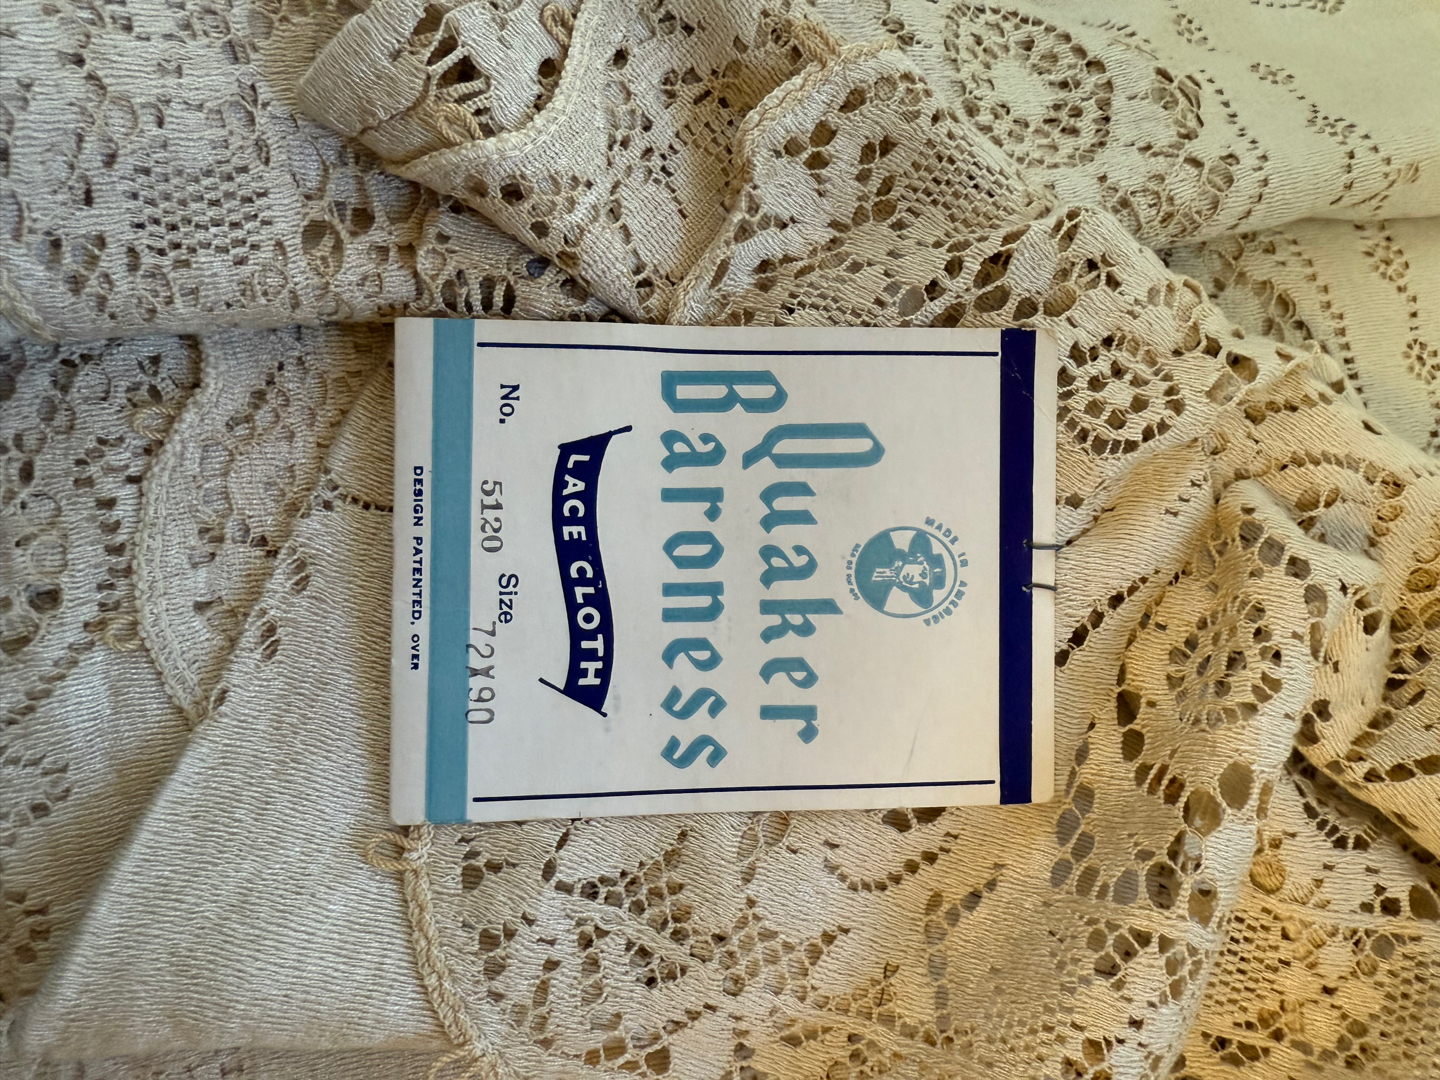 MADE IN AMERICA
Quaker
Baroness
LACE CLOTH
No. 5120 Size 72X90
DESIGN PATENTED, OVER